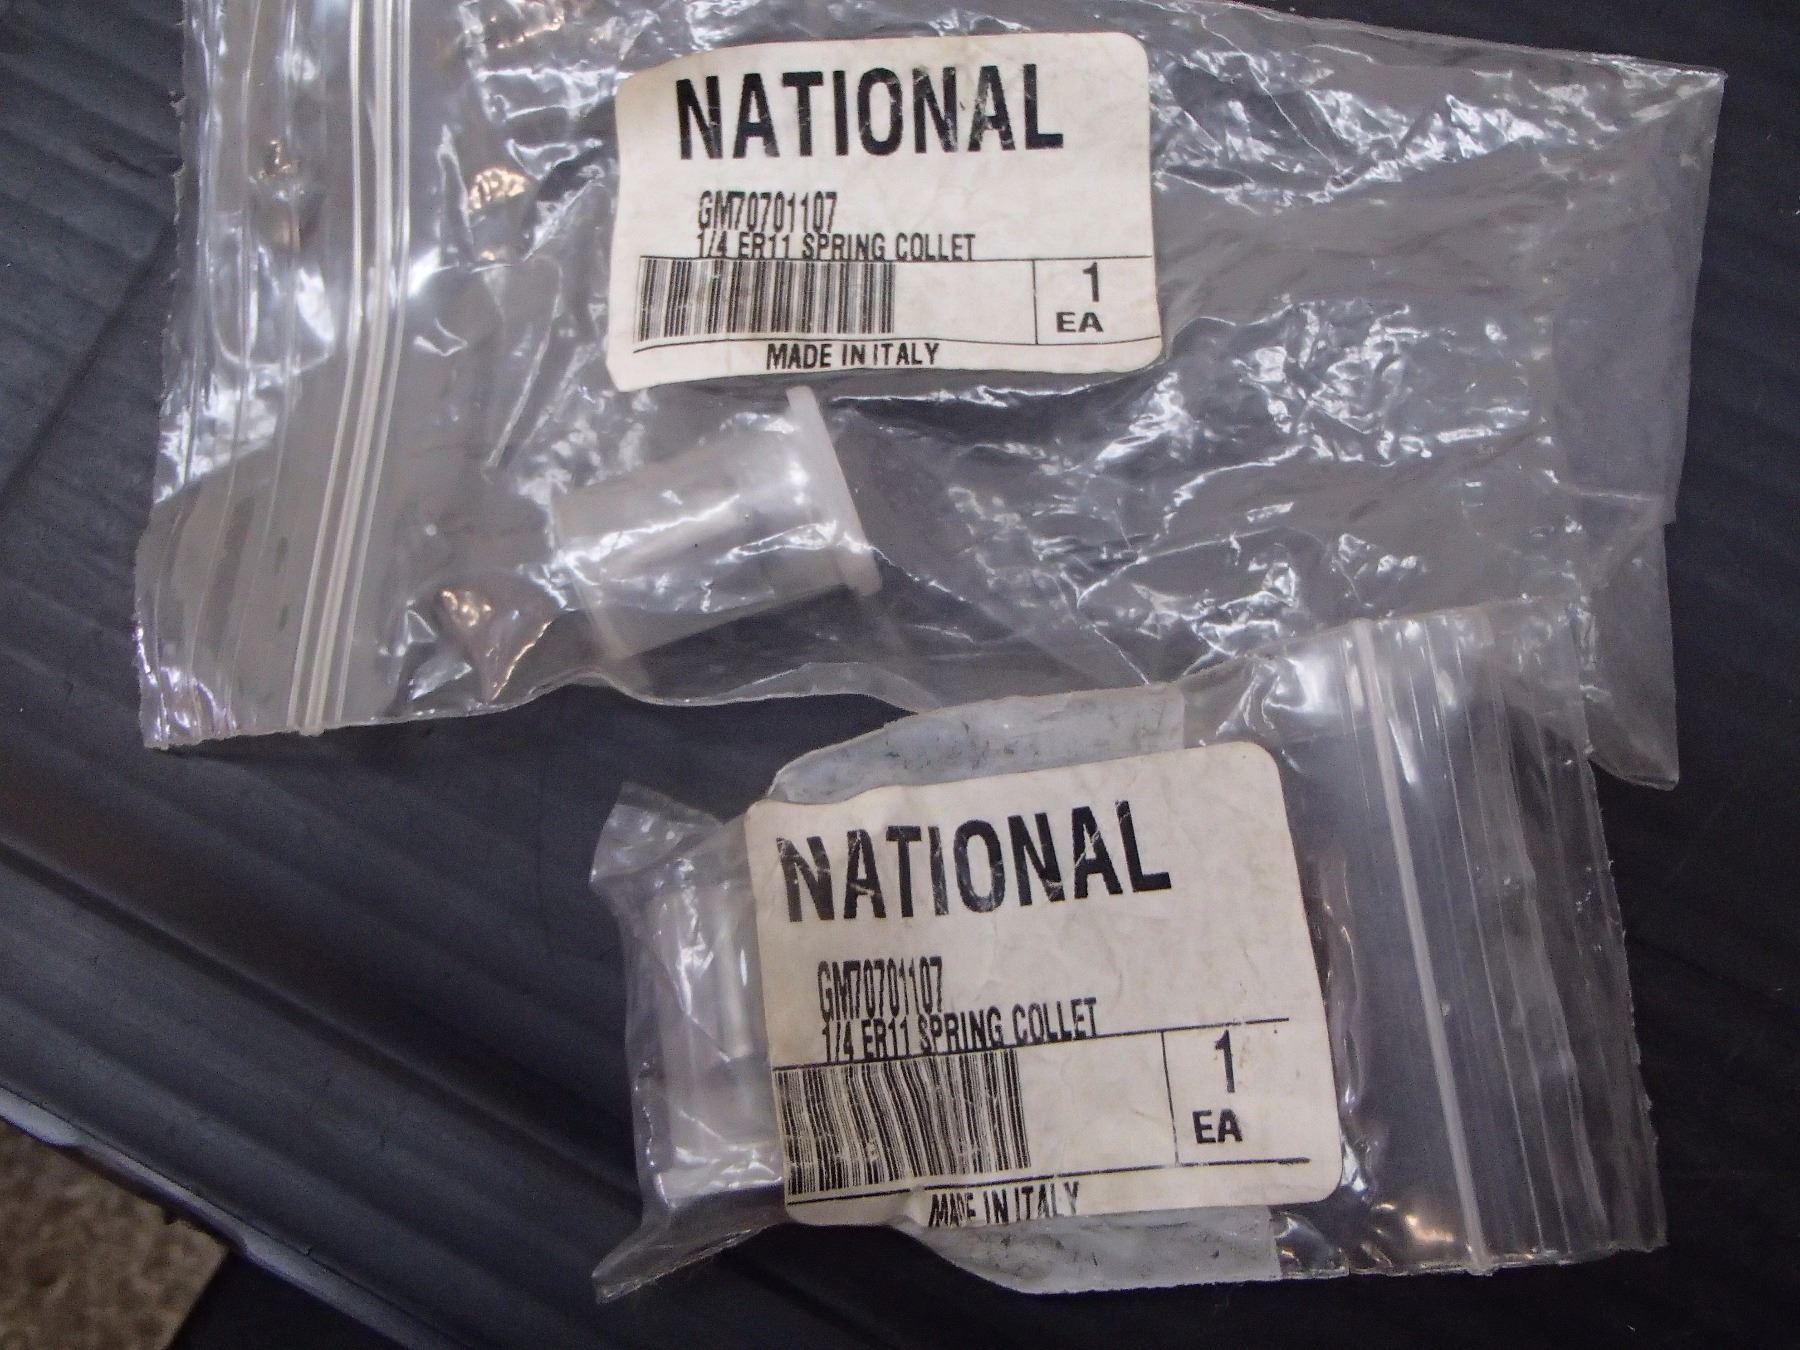 NATIONAL
GM70701107
1/4 ER11 SPRING COLLET
1
EA
MADE IN ITALY
NATIONAL
GM70701107
1/4 ER11 SPRING COLLET
1
EA
MADE IN ITALY